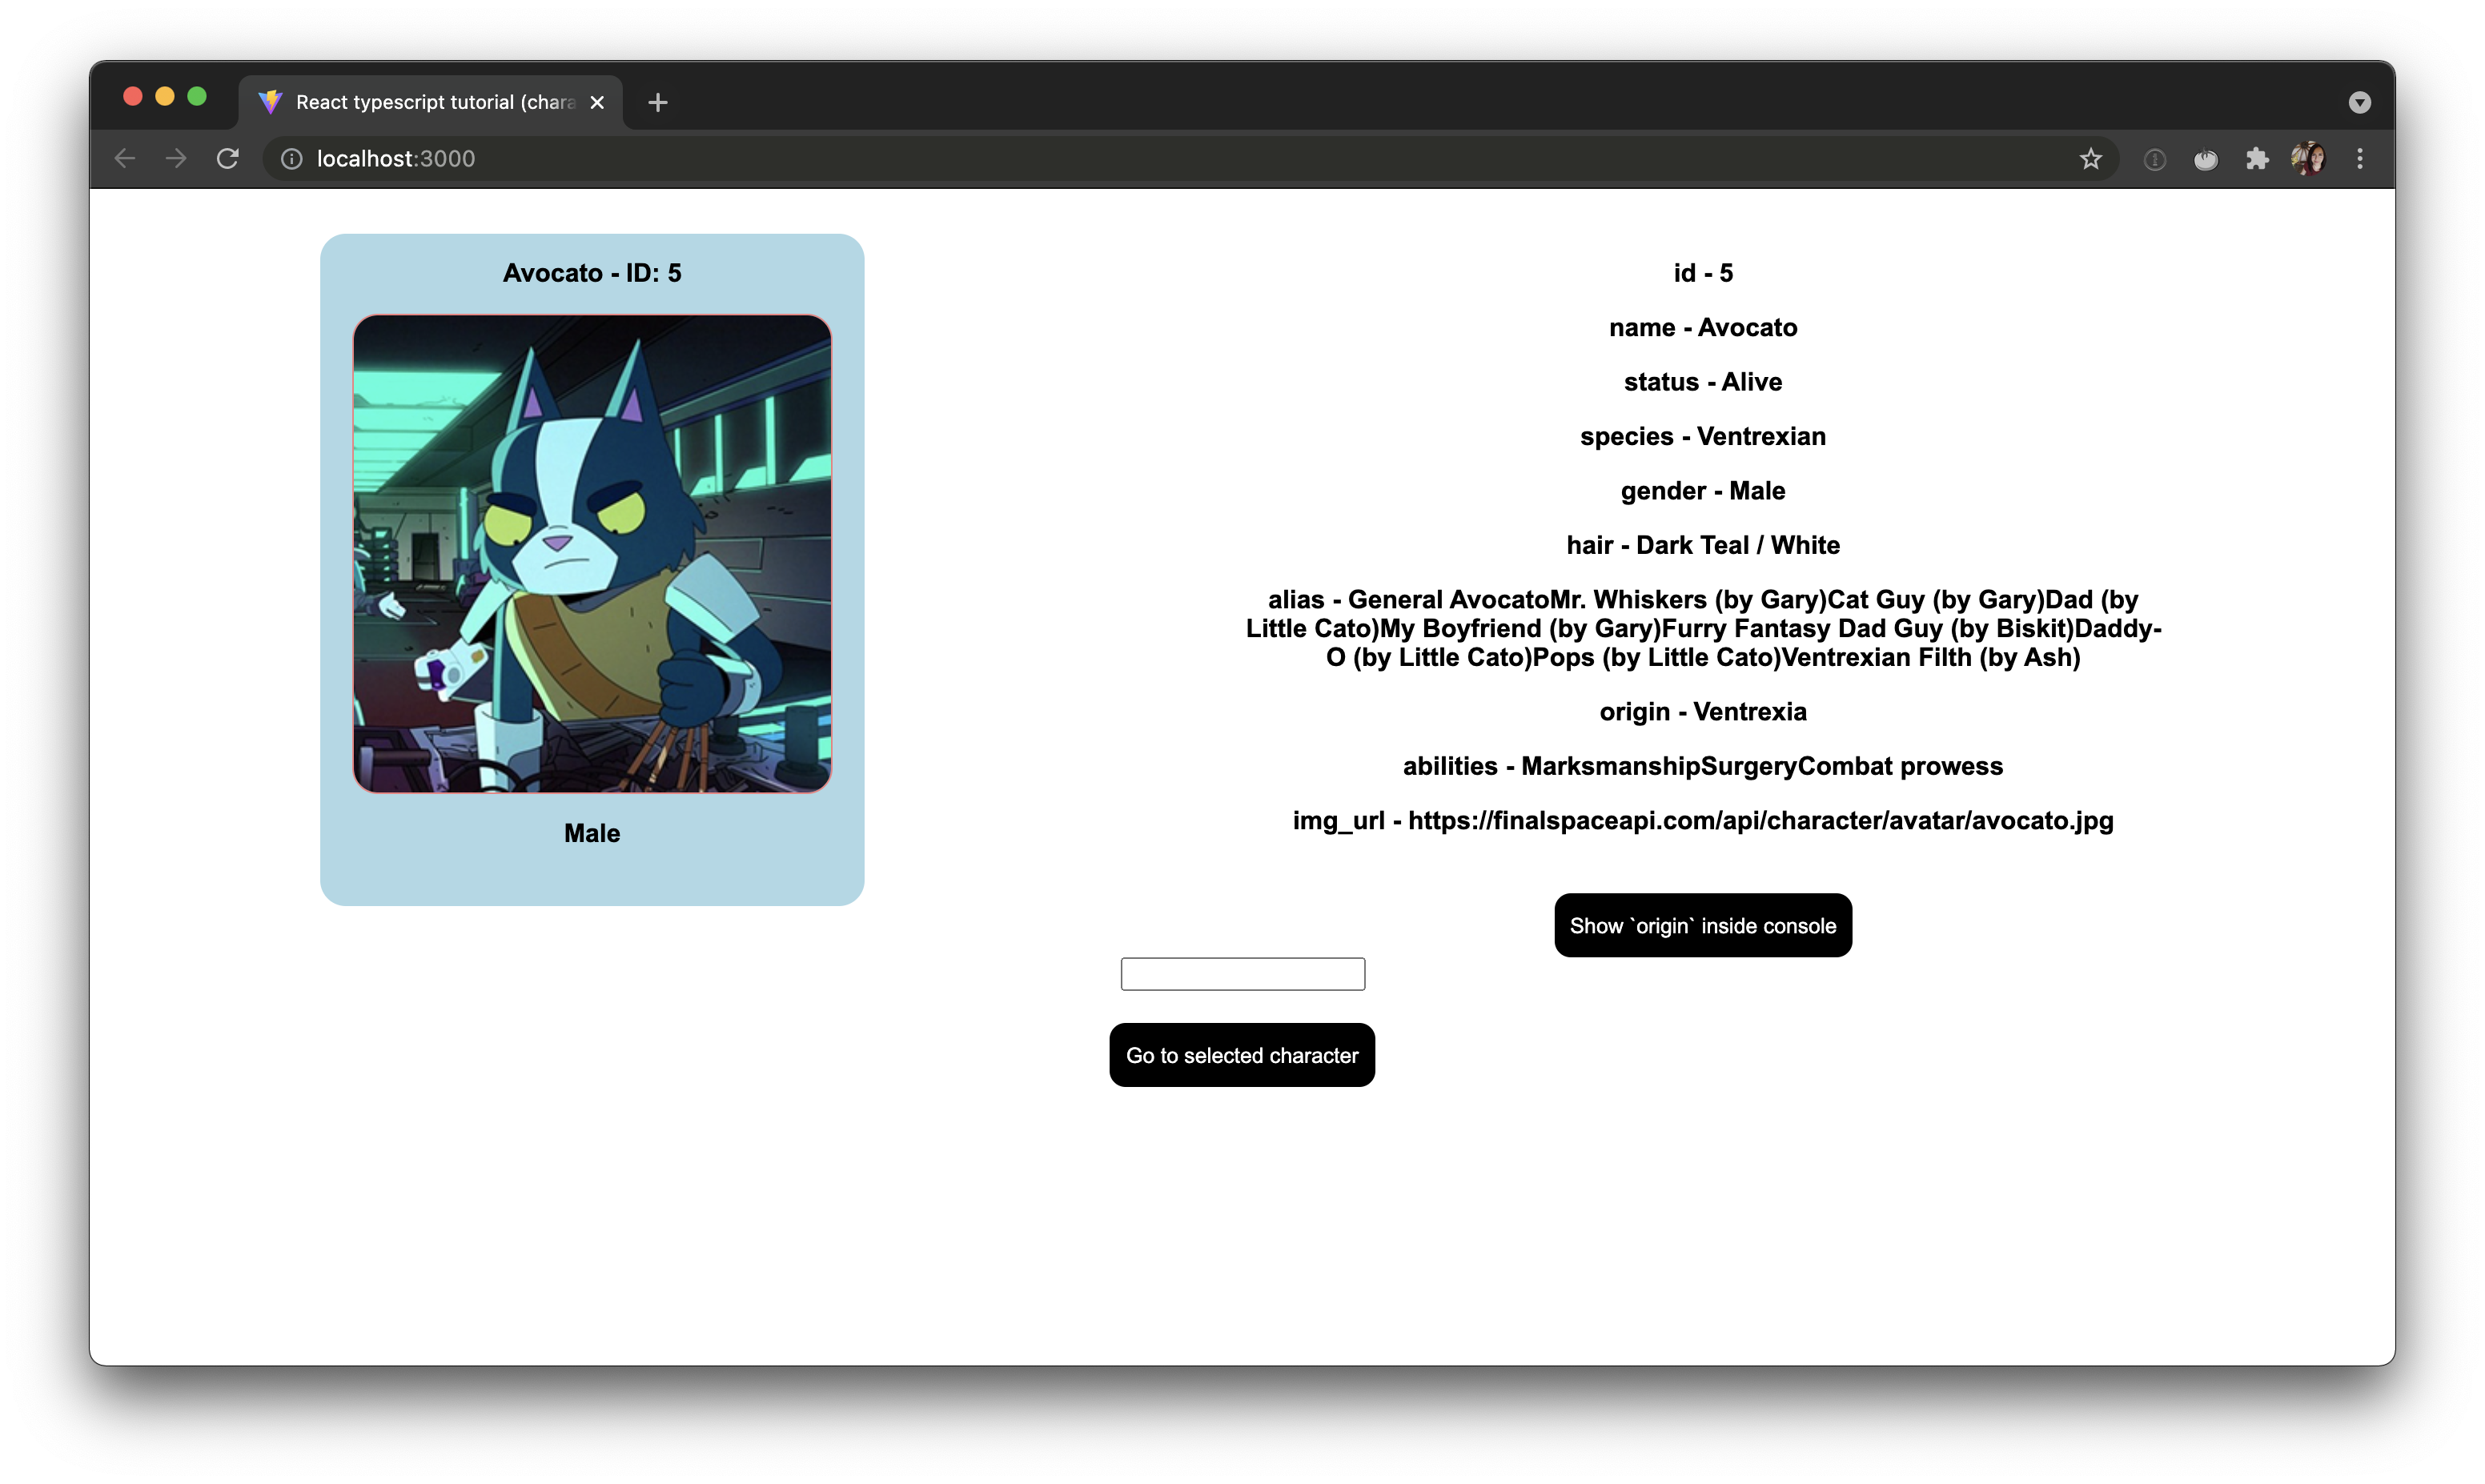 React typescript tutorial (chara
localhost:3000
Avocato - ID: 5
Male
id - 5
name - Avocato
status - Alive
species - Ventrexian
gender - Male
hair - Dark Teal / White
alias - General AvocatoMr. Whiskers (by Gary)Cat Guy (by Gary)Dad (by
Little Cato)My Boyfriend (by Gary)Furry Fantasy Dad Guy (by Biskit)Daddy-
O (by Little Cato)Pops (by Little Cato)Ventrexian Filth (by Ash)
origin - Ventrexia
abilities - MarksmanshipSurgeryCombat prowess
img_url - https://finalspaceapi.com/api/character/avatar/avocato.jpg
Show `origin` inside console
Go to selected character